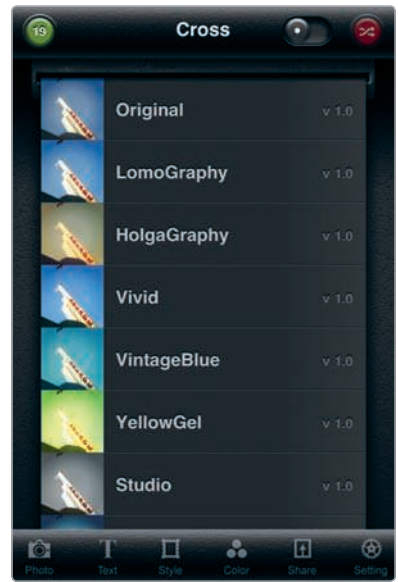 19 Cross
Original v 1.0
LomoGraphy v 1.0
HolgaGraphy v 1.0
Vivid v 1.0
VintageBlue v 1.0
YellowGel v 1.0
Studio v 1.0
Photo Text Style Color Share Setting